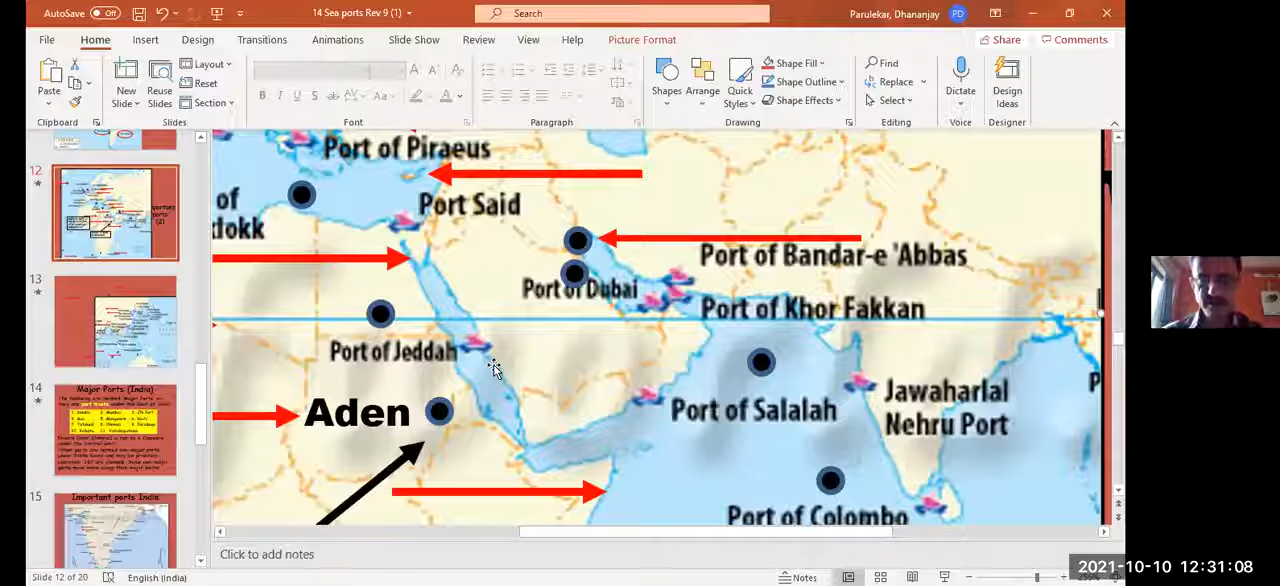 AutoSave Off 14 Sea ports Rev 9 (1) Search Parulekar, Dhananjay PD
File Home Insert Design Transitions Animations Slide Show Review View Help Picture Format Share Comments
Paste New Slide Reuse Slides Layout Reset Section
B I U S ab AV Aa A
Shapes Arrange Quick Styles Shape Fill Shape Outline Shape Effects
Find Replace Select Dictate Design Ideas
Clipboard Slides Font Paragraph Drawing Editing Voice Designer
12
13
14
Major Ports (India)
15
Important ports India
Port of Piraeus
of
Port Said
Port of Bandar-e 'Abbas
Port of Dubai
Port of Khor Fakkan
Port of Jeddah
Jawaharlal
Nehru Port
Aden
Port of Salalah
P
Port of Colombo
Click to add notes
Slide 12 of 20 English (India) Notes
2021-10-10 12:31:08